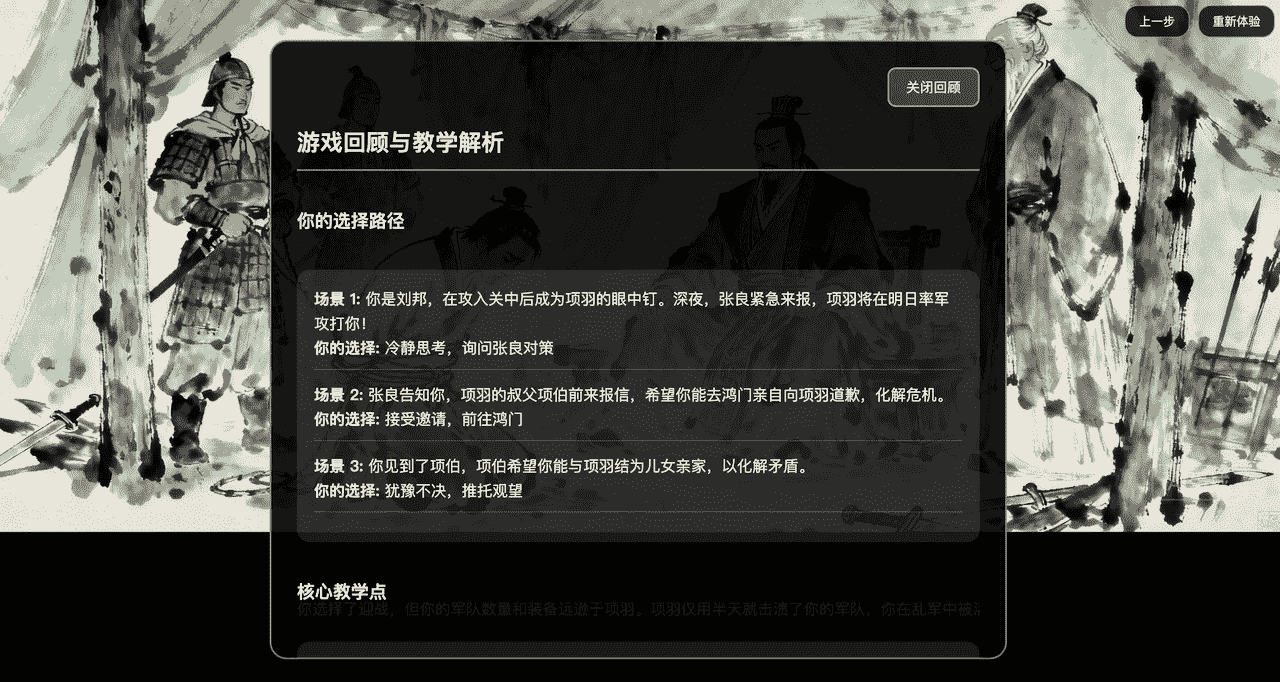 上一步
重新体验
关闭回顾
游戏回顾与教学解析
你的选择路径
场景 1: 你是刘邦，在攻入关中后成为项羽的眼中钉。深夜，张良紧急来报，项羽将在明日率军
攻打你！
你的选择: 冷静思考，询问张良对策
场景 2: 张良告知你，项羽的叔父项伯前来报信，希望你能去鸿门亲自向项羽道歉，化解危机。
你的选择: 接受邀请，前往鸿门
场景 3: 你见到了项伯，项伯希望你能与项羽结为儿女亲家，以化解矛盾。
你的选择: 犹豫不决，推托观望
核心教学点
你选择了迎战，但你的军队数量和装备远逊于项羽。项羽仅用半天就击溃了你的军队，你在乱军中被